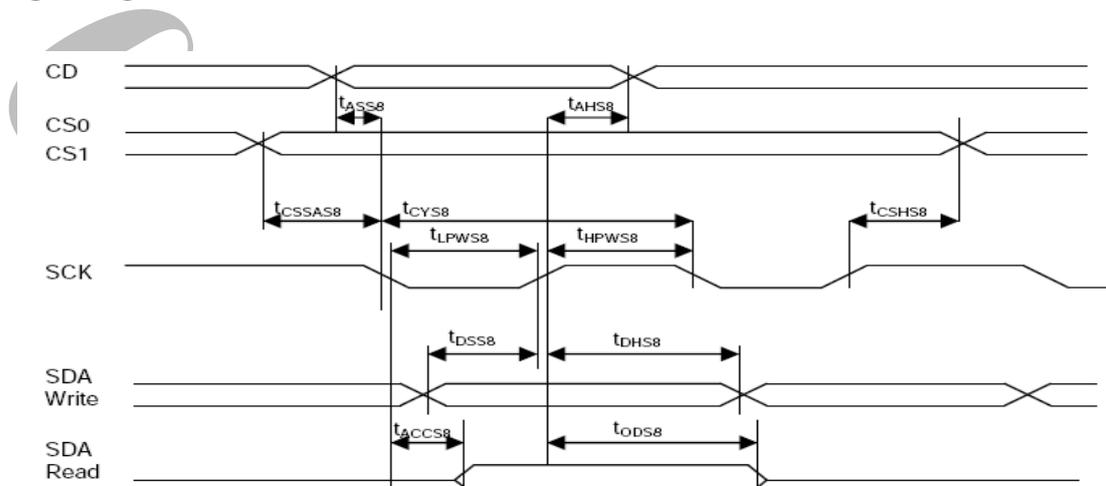 CD
tASS8 tAHS8
CS0
CS1
tCSSAS8 tCYS8 tCSHS8
tLPWS8 tHPWS8
SCK
tDSS8 tDHS8
SDA
Write
tACCS8 tODS8
SDA
Read